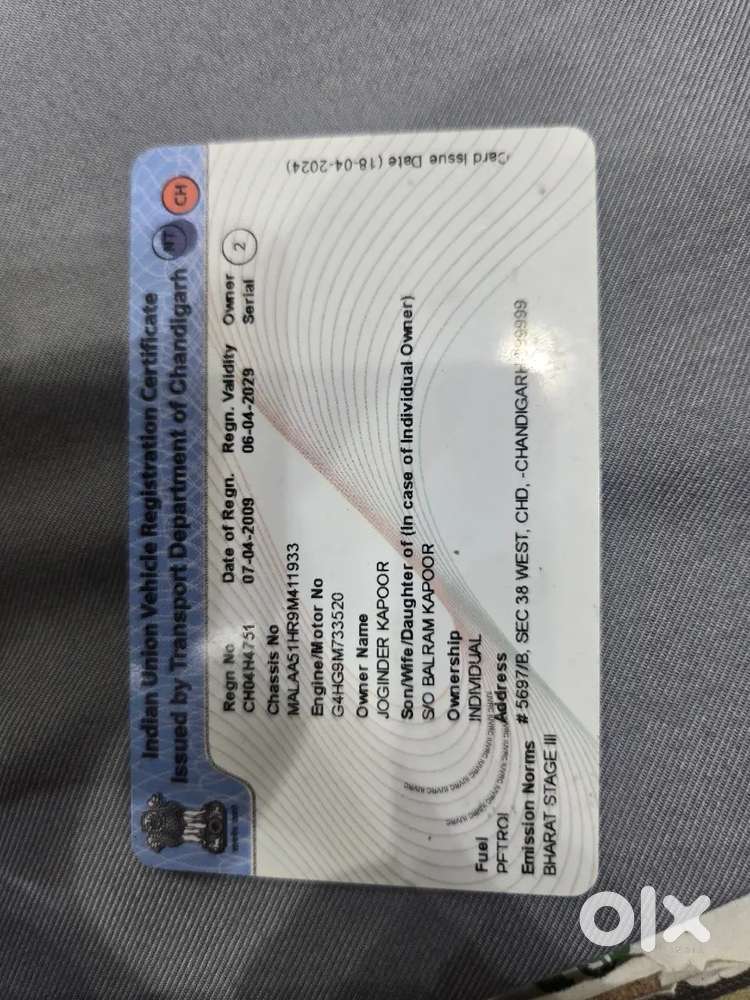 Indian Union Vehicle Registration Certificate
Issued by Transport Department of Chandigarh
NT CH
Regn No Date of Regn. Regn. Validity Owner
CH04H4751 07-04-2009 06-04-2029 Serial 2
Chassis No
MALAA51HR9M411933
Engine/Motor No
G4HG9M733520
Owner Name
JOGINDER KAPOOR
Son/Wife/Daughter of (In case of Individual Owner)
S/O BALRAM KAPOOR
Ownership
INDIVIDUAL
Fuel Address
PETROL # 5697/B, SEC 38 WEST, CHD, -CHANDIGARH
Emission Norms
BHARAT STAGE III
Card Issue Date (18-04-2024)
olx